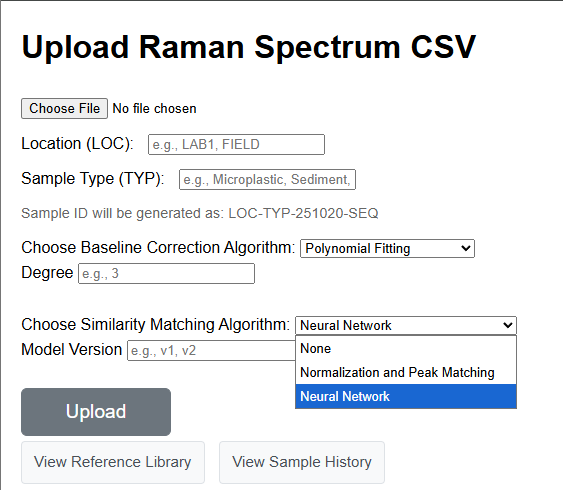 Upload Raman Spectrum CSV
Choose File No file chosen
Location (LOC): e.g., LAB1, FIELD
Sample Type (TYP): e.g., Microplastic, Sediment,
Sample ID will be generated as: LOC-TYP-251020-SEQ
Choose Baseline Correction Algorithm: Polynomial Fitting
Degree e.g., 3
Choose Similarity Matching Algorithm: Neural Network
Model Version e.g., v1, v2
None
Normalization and Peak Matching
Neural Network
Upload
View Reference Library View Sample History